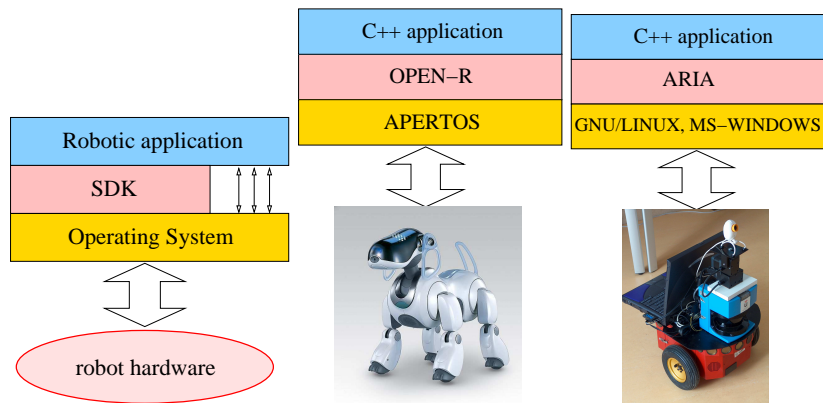 Robotic application
SDK
Operating System
robot hardware
C++ application
OPEN−R
APERTOS
C++ application
ARIA
GNU/LINUX, MS−WINDOWS